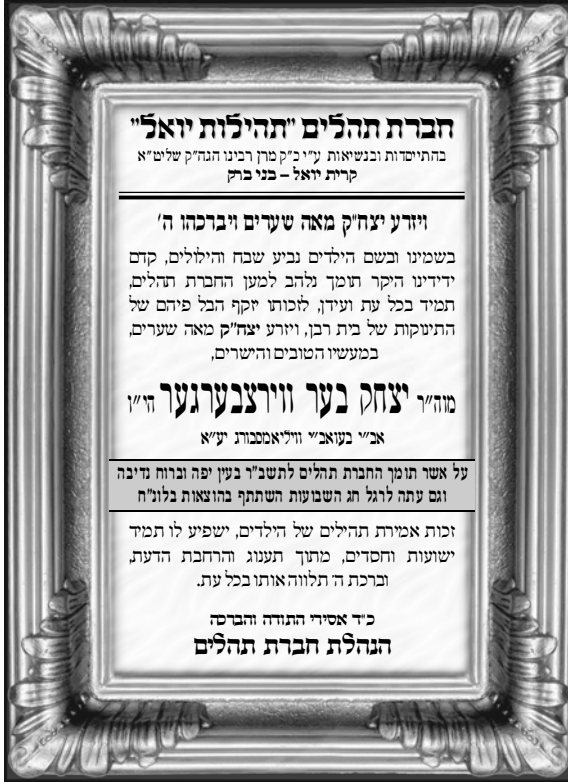 חברת תהלים "תהילות יואל"
בהתייסדות ובנשיאות ע"י כ"ק מרן רבינו הגה"ק שליט"א
קרית יואל – בני ברק
ויזרע יצח"ק מאה שערים ויברכהו ה'
בשמינו ובשם הילדים נביע שבח והילולים, קדם
ידידינו היקר תומך נלהב למען החברת תהלים,
תמיד בכל עת ועידן, לזכותו יזקף הבל פיהם של
התינוקות של בית רבן, ויזרע יצח"ק מאה שערים,
במעשיו הטובים והישרים,
מוה"ר יצחק בער ווירצבערגער הי"ו
אב"י בעואב"י וויליאמסבורג יע"א
על אשר תומך החברת תהלים לתשב"ר בעין יפה וברוח נדיבה
וגם עתה לרגל חג השבועות השתתף בהוצאות בלונ"ח
זכות אמירת תהילים של הילדים, ישפיע לו תמיד
ישועות וחסדים, מתוך תענוג והרחבת הדעת,
וברכת ה' תלווה אותו בכל עת.
כ"ד אסירי התודה והברכה
הנהלת חברת תהלים